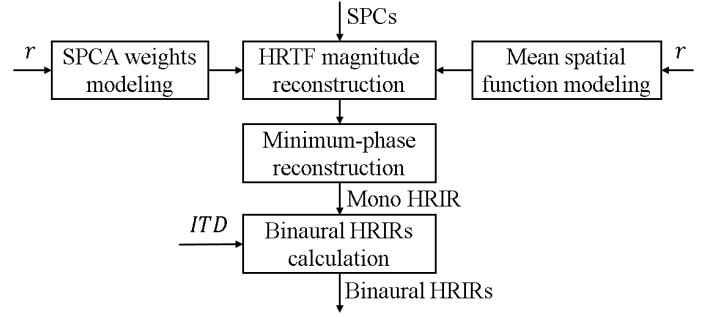 SPCs
r
SPCA weights
modeling
HRTF magnitude
reconstruction
Mean spatial
function modeling
r
Minimum-phase
reconstruction
Mono HRIR
ITD
Binaural HRIRs
calculation
Binaural HRIRs